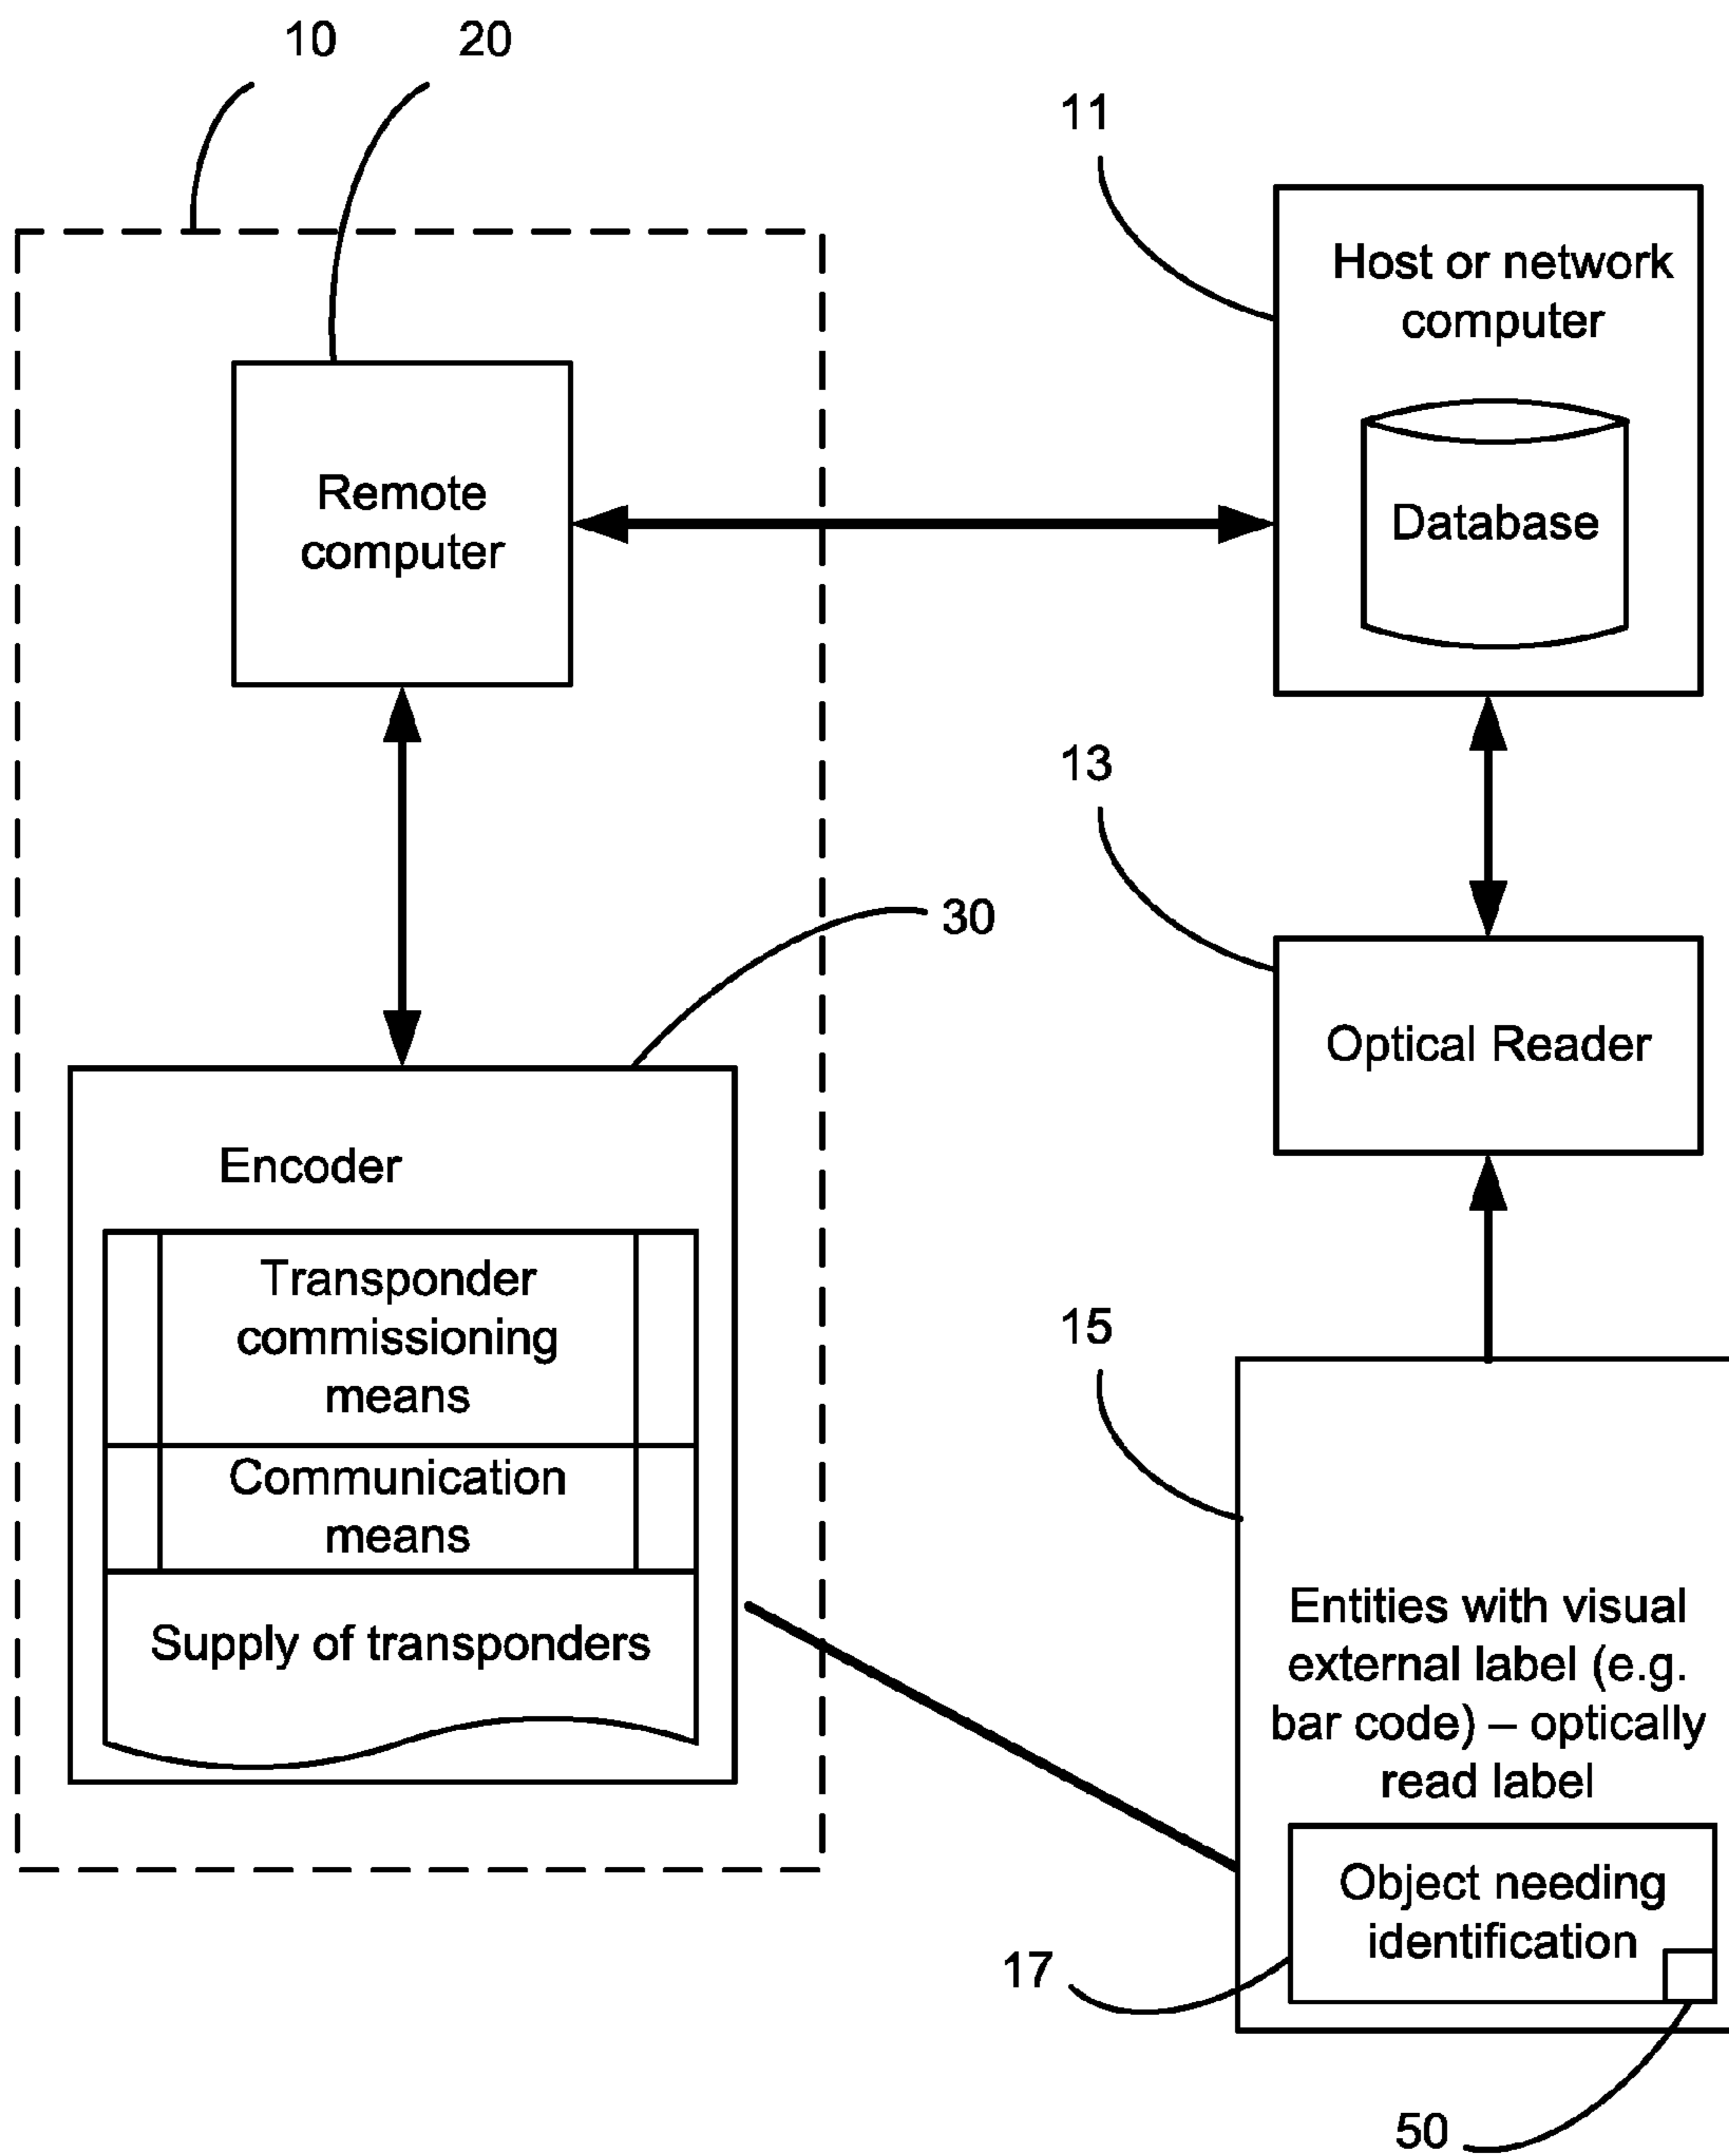 10
20
11
Host or network
computer
Database
Remote
computer
13
30
Optical Reader
Encoder
Transponder
commissioning
means
Communication
means
Supply of transponders
15
Entities with visual
external label (e.g.
bar code) – optically
read label
Object needing
identification
17
50